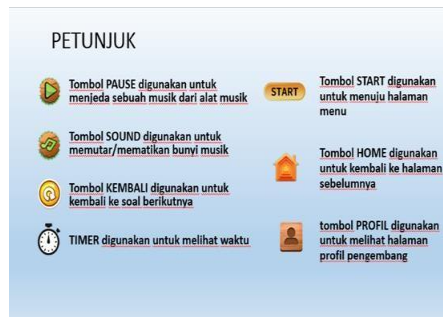 PETUNJUK
Tombol PAUSE digunakan untuk
menjeda sebuah musik dari alat musik
Tombol SOUND digunakan untuk
memutar/mematikan bunyi musik
Tombol KEMBALI digunakan untuk
kembali ke soal berikutnya
TIMER digunakan untuk melihat waktu
START
Tombol START digunakan
untuk menuju halaman
menu
Tombol HOME digunakan
untuk kembali ke halaman
sebelumnya
tombol PROFIL digunakan
untuk melihat halaman
profil pengembang